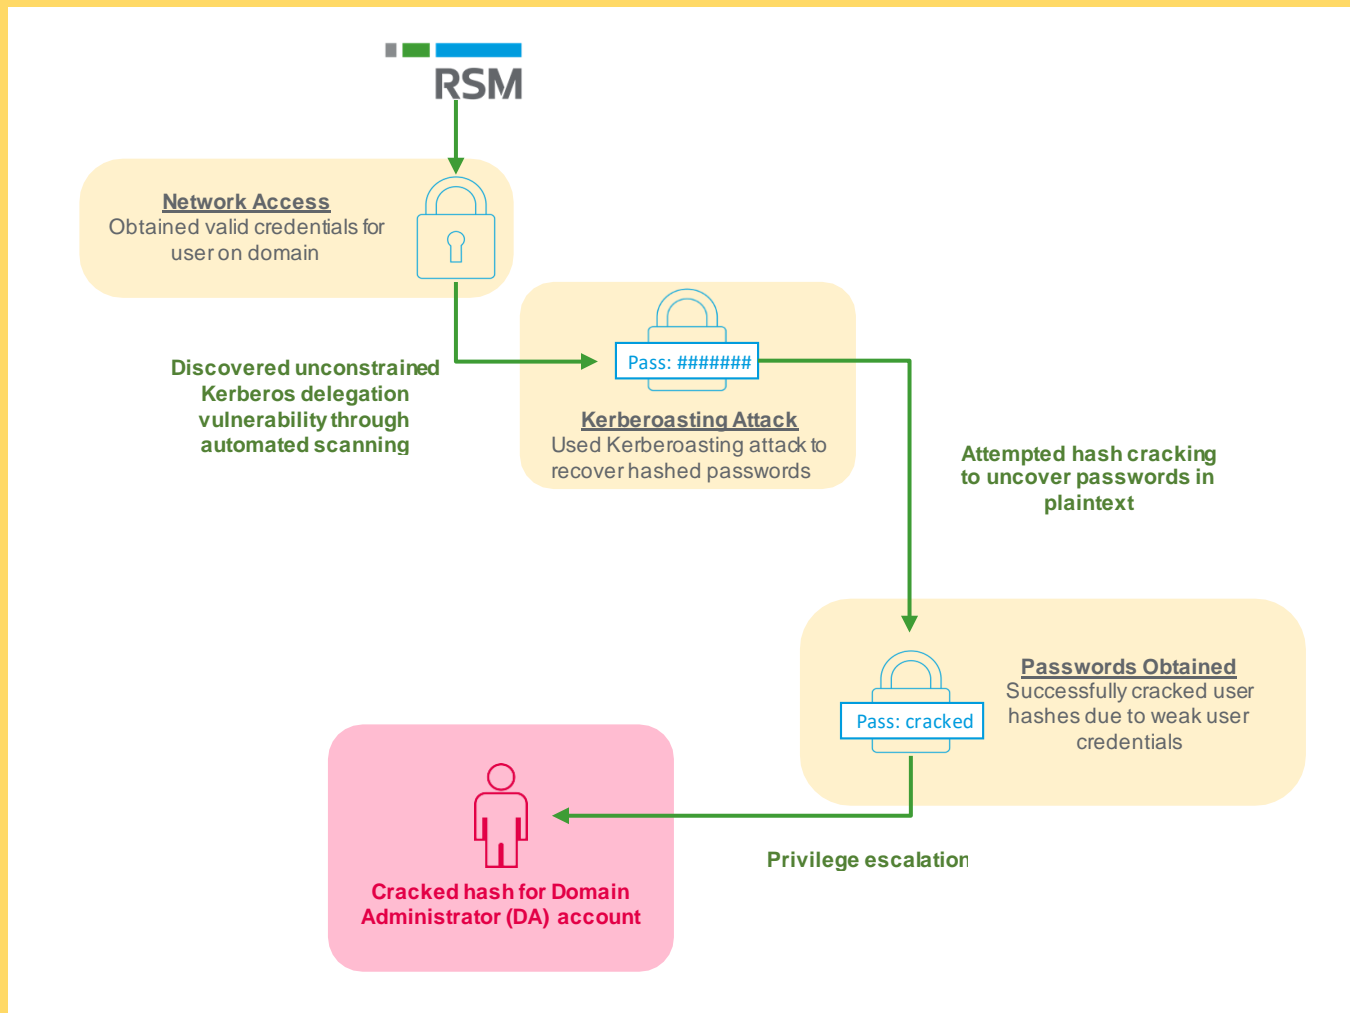 RSM
Network Access
Obtained valid credentials for
user on domain
Discovered unconstrained
Kerberos delegation
vulnerability through
automated scanning
Pass: #######
Kerberoasting Attack
Used Kerberoasting attack to
recover hashed passwords
Attempted hash cracking
to uncover passwords in
plaintext
Pass: cracked
Passwords Obtained
Successfully cracked user
hashes due to weak user
credentials
Privilege escalation
Cracked hash for Domain
Administrator (DA) account